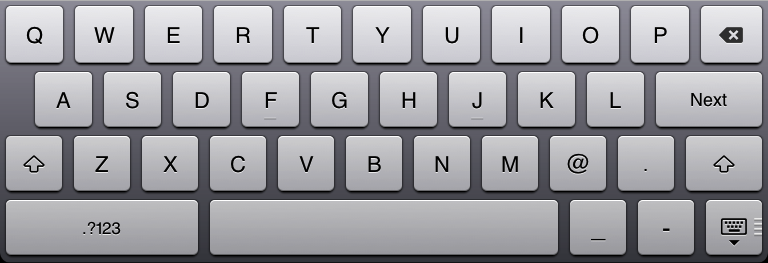 Q W E R T Y U I O P
A S D F G H J K L Next
Z X C V B N M @ .
.?123 _ -